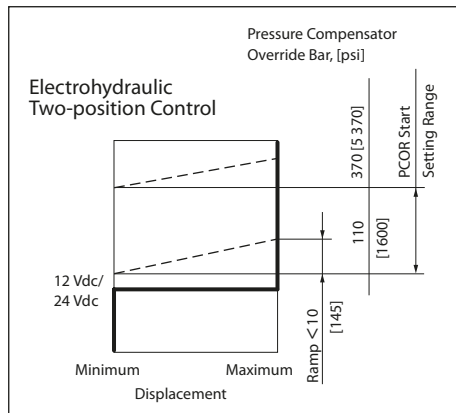 Pressure Compensator
Override Bar, [psi]
Electrohydraulic
Two-position Control
370 [5 370]
PCOR Start
Setting Range
110
[1600]
12 Vdc/
24 Vdc
Ramp < 10
[145]
Minimum
Maximum
Displacement